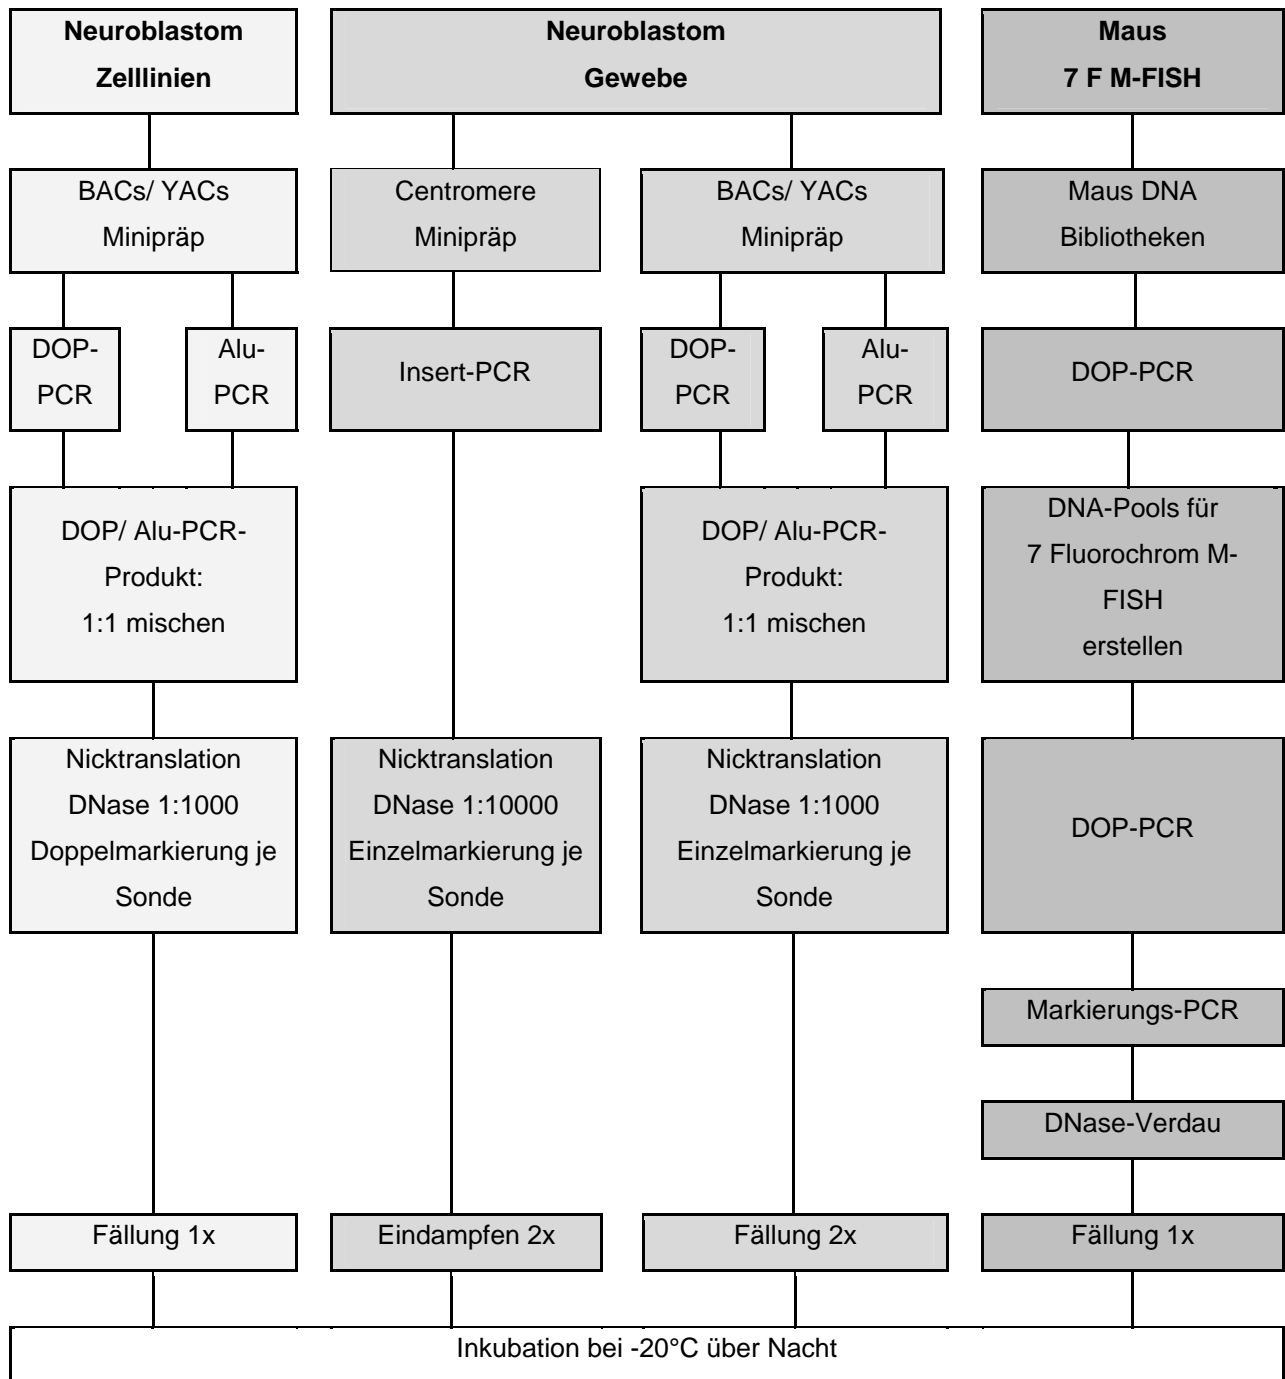 Neuroblastom
Zelllinien
Neuroblastom
Gewebe
Maus
7 F M-FISH
BACs/ YACs
Minipräp
Centromere
Minipräp
BACs/ YACs
Minipräp
Maus DNA
Bibliotheken
DOP-
PCR
Alu-
PCR
Insert-PCR
DOP-
PCR
Alu-
PCR
DOP-PCR
DOP/ Alu-PCR-
Produkt:
1:1 mischen
DOP/ Alu-PCR-
Produkt:
1:1 mischen
DNA-Pools für
7 Fluorochrom M-
FISH
erstellen
Nicktranslation
DNase 1:1000
Doppelmarkierung je
Sonde
Nicktranslation
DNase 1:10000
Einzelmarkierung je
Sonde
Nicktranslation
DNase 1:1000
Einzelmarkierung je
Sonde
DOP-PCR
Markierungs-PCR
DNase-Verdau
Fällung 1x
Eindampfen 2x
Fällung 2x
Fällung 1x
Inkubation bei -20°C über Nacht